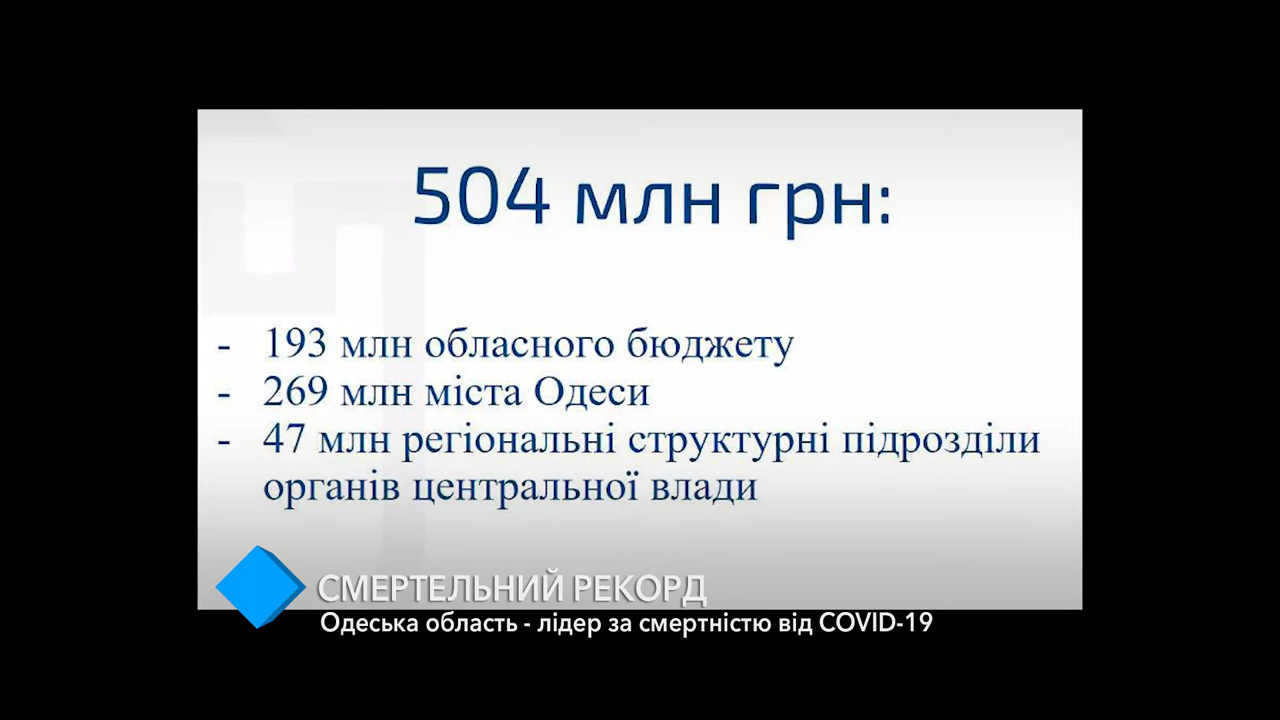 504 млн грн:
- 193 млн обласного бюджету
- 269 млн міста Одеси
- 47 млн регіональні структурні підрозділи
органів центральної влади
СМЕРТЕЛЬНИЙ РЕКОРД
Одеська область - лідер за смертністю від COVID-19